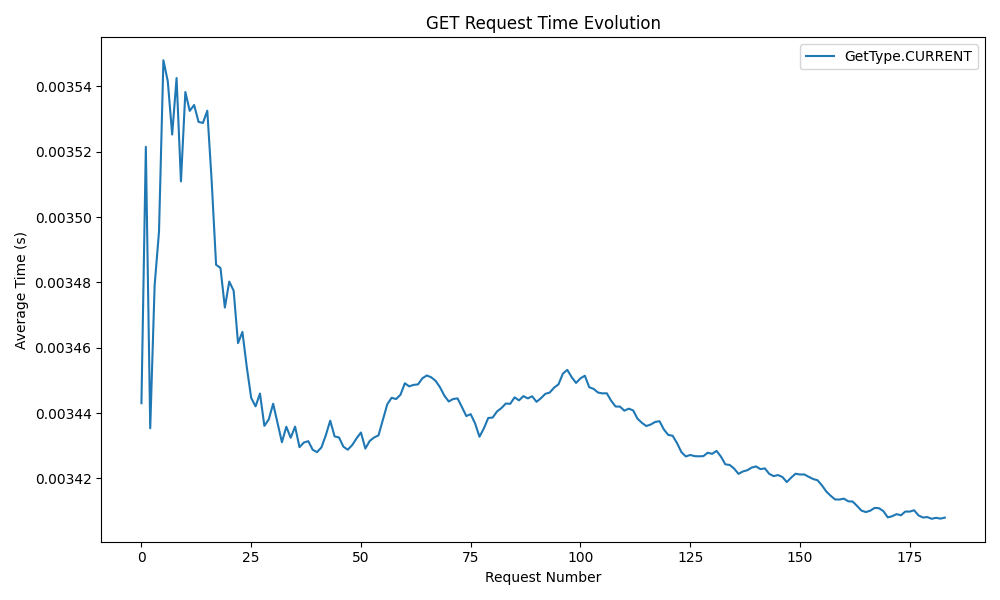 GET Request Time Evolution
GetType.CURRENT
0.00354
0.00352
0.00350
0.00348
0.00346
0.00344
0.00342
Average Time (s)
0 25 50 75 100 125 150 175
Request Number